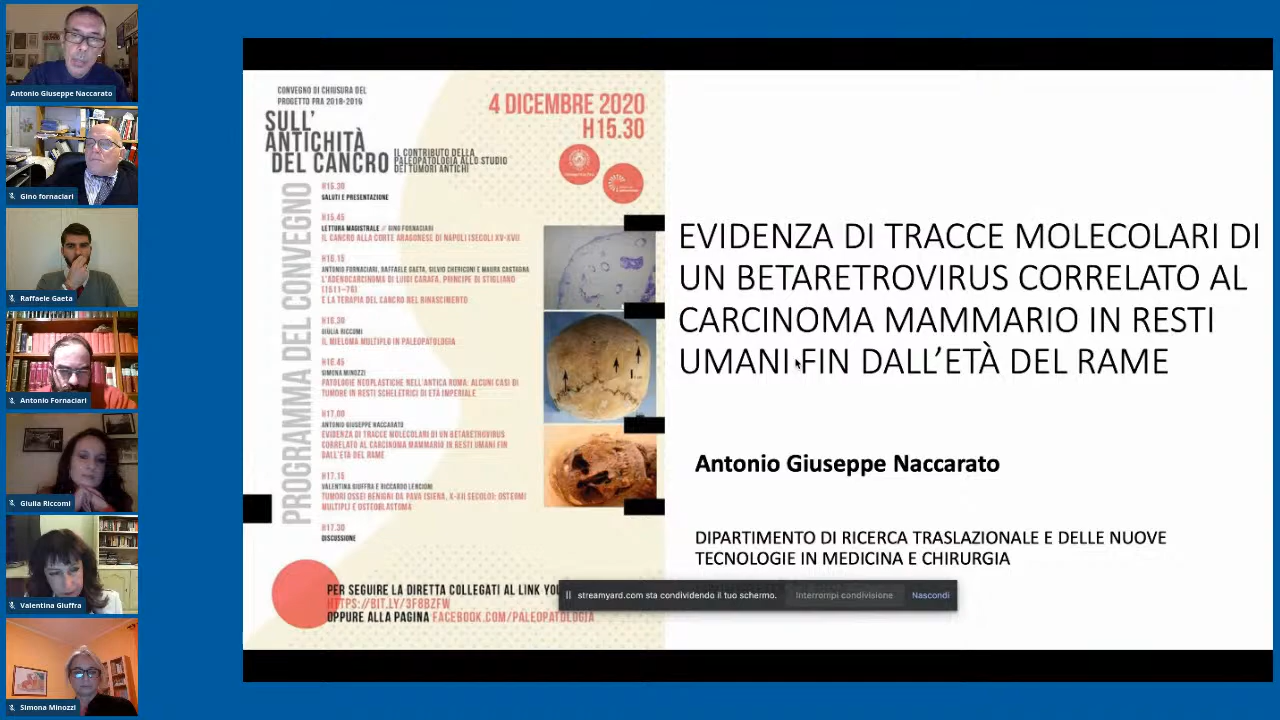 Antonio Giuseppe Naccarato
Gino fornaciari
Raffaele Gaeta
Antonio Fornaciari
Giulia Riccomi
Valentina Giuffra
Simona Minozzi
CONVEGNO DI CHIUSURA DEL
PROGETTO PRA 2018-2019
SULL'
ANTICHITÀ
DEL CANCRO
IL CONTRIBUTO DELLA
PALEOPATOLOGIA ALLO STUDIO
DEI TUMORI ANTICHI
4 DICEMBRE 2020
H15.30
PROGRAMMA DEL CONVEGNO
H15.30
SALUTI E PRESENTAZIONE
H15.45
LETTURA MAGISTRALE // GINO FORNACIARI
IL CANCRO ALLA CORTE ARAGONESE DI NAPOLI (SECOLI XV-XVII)
H16.15
ANTONIO FORNACIARI, RAFFAELE GAETA, SILVIO CHERICONI E MAURA CASTAGNA
L'ADENOCARCINOMA DI LUIGI CARAFA, PRINCIPE DI STIGLIANO
(1511-76)
E LA TERAPIA DEL CANCRO NEL RINASCIMENTO
H16.30
GIULIA RICCOMI
IL MIELOMA MULTIPLO IN PALEOPATOLOGIA
H16.45
SIMONA MINOZZI
PATOLOGIE NEOPLASTICHE NELL'ANTICA ROMA: ALCUNI CASI DI
TUMORE IN RESTI SCHELETRICI DI ETÀ IMPERIALE
H17.00
ANTONIO GIUSEPPE NACCARATO
EVIDENZA DI TRACCE MOLECOLARI DI UN BETARETROVIRUS
CORRELATO AL CARCINOMA MAMMARIO IN RESTI UMANI FIN
DALL'ETÀ DEL RAME
H17.15
VALENTINA GIUFFRA E RICCARDO LENCIONI
TUMORI OSSEI BENIGNI DA PAVA (SIENA, X-XII SECOLO): OSTEOMI
MULTIPLI E OSTEOBLASTOMA
H17.30
DISCUSSIONE
PER SEGUIRE LA DIRETTA COLLEGATI AL LINK YOU
HTTPS://BIT.LY/3F8BZFW
OPPURE ALLA PAGINA FACEBOOK.COM/PALEOPATOLOGIA
EVIDENZA DI TRACCE MOLECOLARI DI
UN BETARETROVIRUS CORRELATO AL
CARCINOMA MAMMARIO IN RESTI
UMANI FIN DALL'ETÀ DEL RAME
Antonio Giuseppe Naccarato
DIPARTIMENTO DI RICERCA TRASLAZIONALE E DELLE NUOVE
TECNOLOGIE IN MEDICINA E CHIRURGIA
streamyard.com sta condividendo il tuo schermo.
Interrompi condivisione
Nascondi